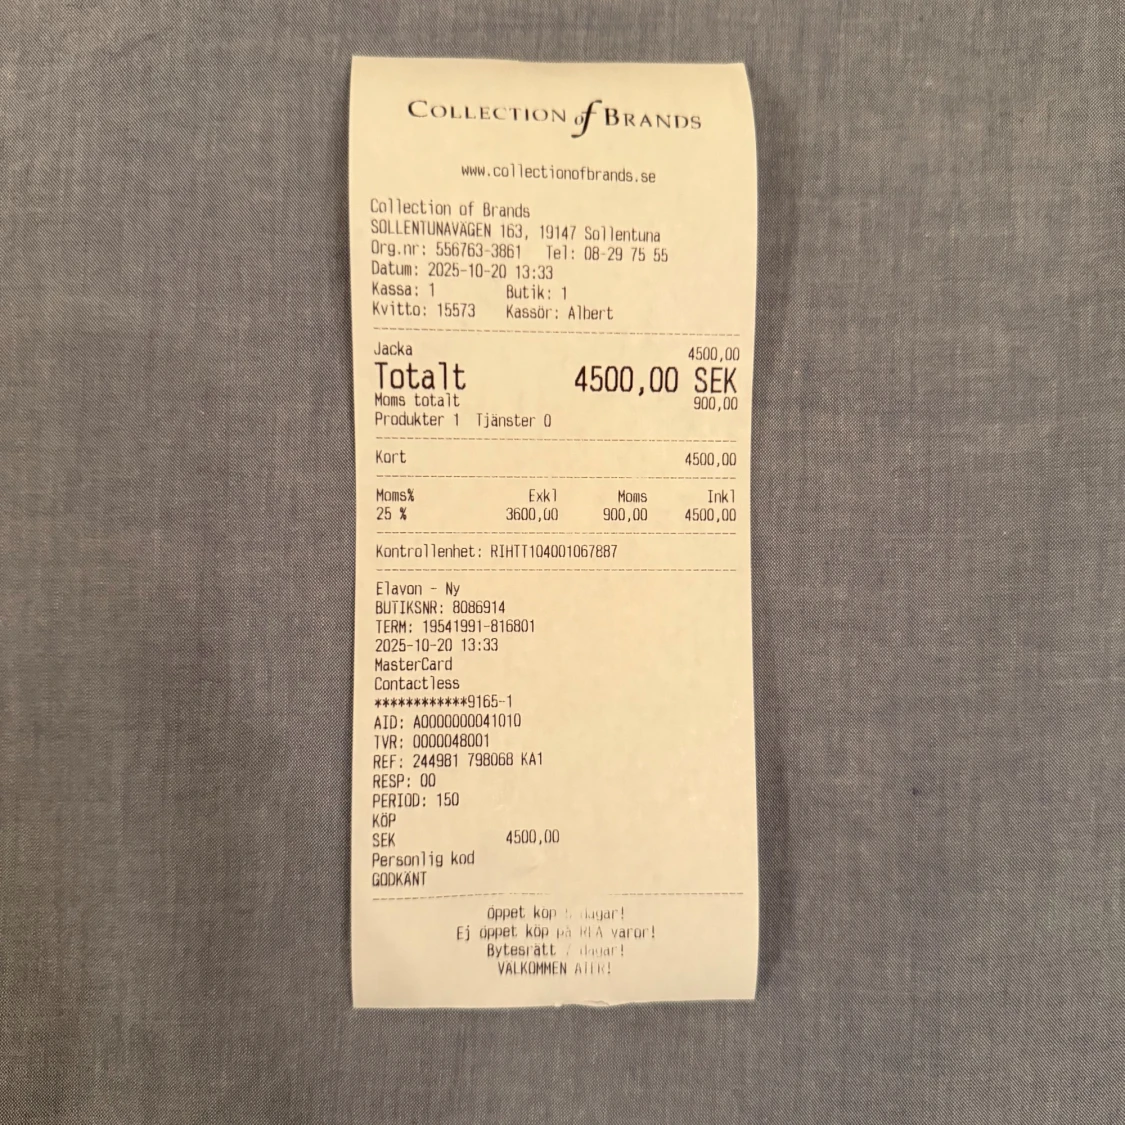 COLLECTION of BRANDS
www.collectionofbrands.se
Collection of Brands
SOLLENTUNAVÄGEN 163, 19147 Sollentuna
Org.nr: 556763-3861 Tel: 08-29 75 55
Datum: 2025-10-20 13:33
Kassa: 1 Butik: 1
Kvitto: 15573 Kassör: Albert
Jacka 4500,00
Totalt 4500,00 SEK
Moms totalt 900,00
Produkter 1 Tjänster 0
Kort 4500,00
Moms% Exkl Moms Inkl
25 % 3600,00 900,00 4500,00
Kontrollenhet: RIHTT104001067887
Elavon - Ny
BUTIKSNR: 8086914
TERM: 19541991-816801
2025-10-20 13:33
MasterCard
Contactless
************9165-1
AID: A0000000041010
TVR: 0000048001
REF: 244981 798068 KA1
RESP: 00
PERIOD: 150
KÖP
SEK 4500,00
Personlig kod
GODKÄNT
Öppet köp dagar!
Ej öppet köp på REA varor!
Bytesrätt 7 dagar!
VÄLKOMMEN ÅTER!